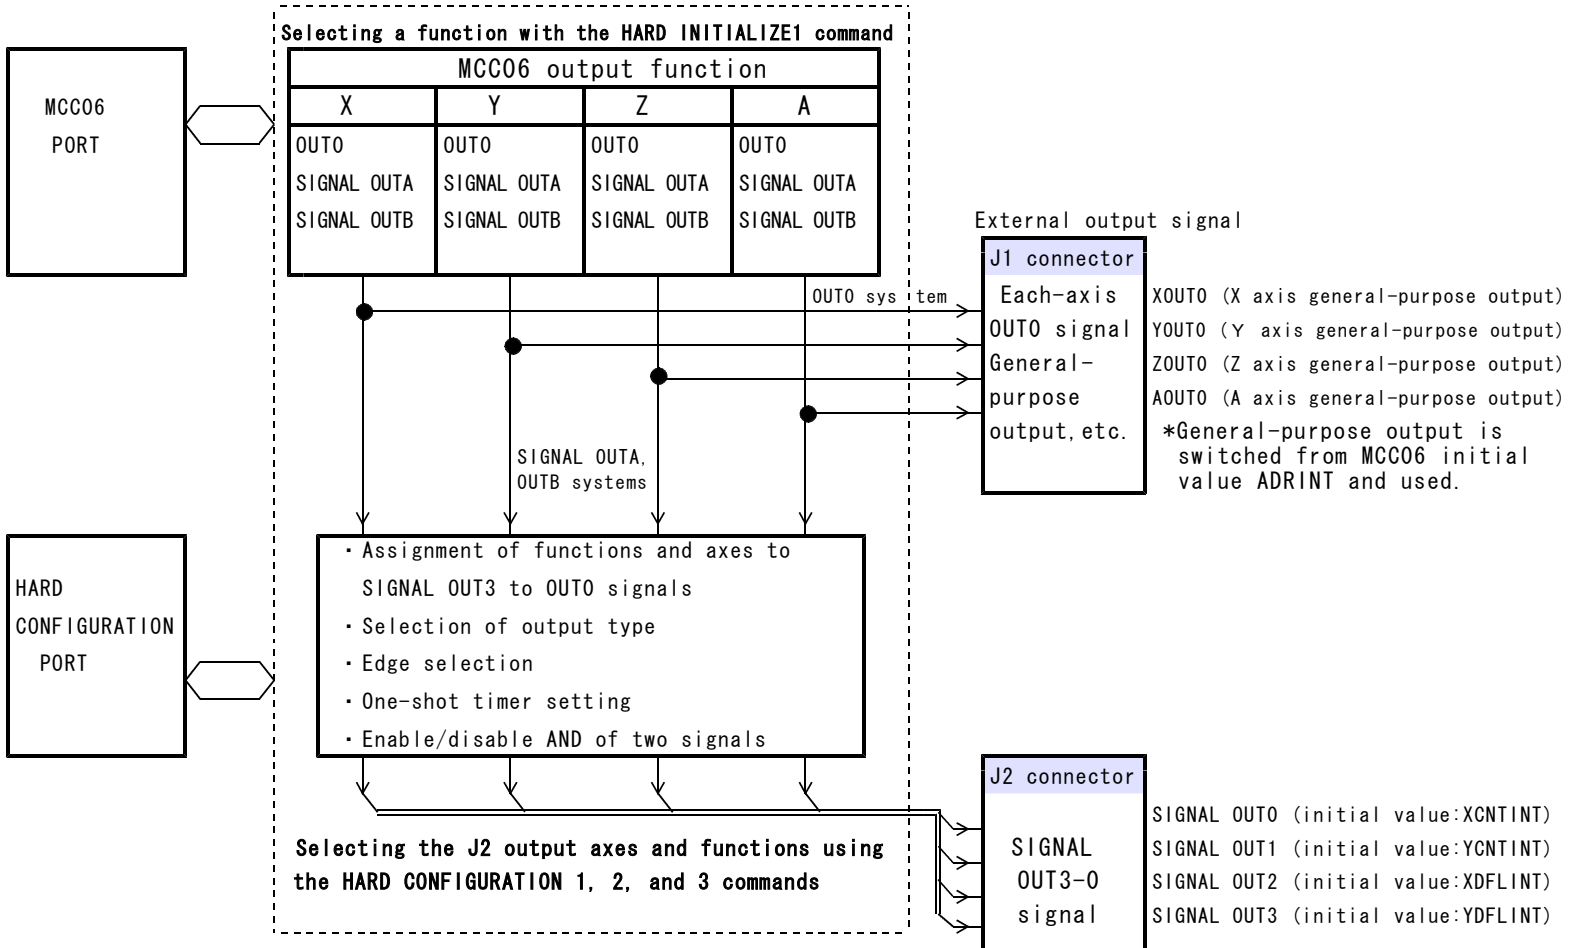 Selecting a function with the HARD INITIALIZE1 command
MCC06 output function
X Y Z A
OUT0 OUT0 OUT0 OUT0
SIGNAL OUTA SIGNAL OUTA SIGNAL OUTA SIGNAL OUTA
SIGNAL OUTB SIGNAL OUTB SIGNAL OUTB SIGNAL OUTB
MCC06
PORT
External output signal
J1 connector
Each-axis
OUT0 signal
General-
purpose
output, etc.
OUT0 sys tem
XOUT0 (X axis general-purpose output)
YOUT0 (Y axis general-purpose output)
ZOUT0 (Z axis general-purpose output)
AOUT0 (A axis general-purpose output)
*General-purpose output is
switched from MCC06 initial
value ADRINT and used.
SIGNAL OUTA,
OUTB systems
HARD
CONFIGURATION
PORT
・Assignment of functions and axes to
SIGNAL OUT3 to OUT0 signals
・Selection of output type
・Edge selection
・One-shot timer setting
・Enable/disable AND of two signals
Selecting the J2 output axes and functions using
the HARD CONFIGURATION 1, 2, and 3 commands
J2 connector
SIGNAL
OUT3-0
signal
SIGNAL OUT0 (initial value:XCNTINT)
SIGNAL OUT1 (initial value:YCNTINT)
SIGNAL OUT2 (initial value:XDFLINT)
SIGNAL OUT3 (initial value:YDFLINT)